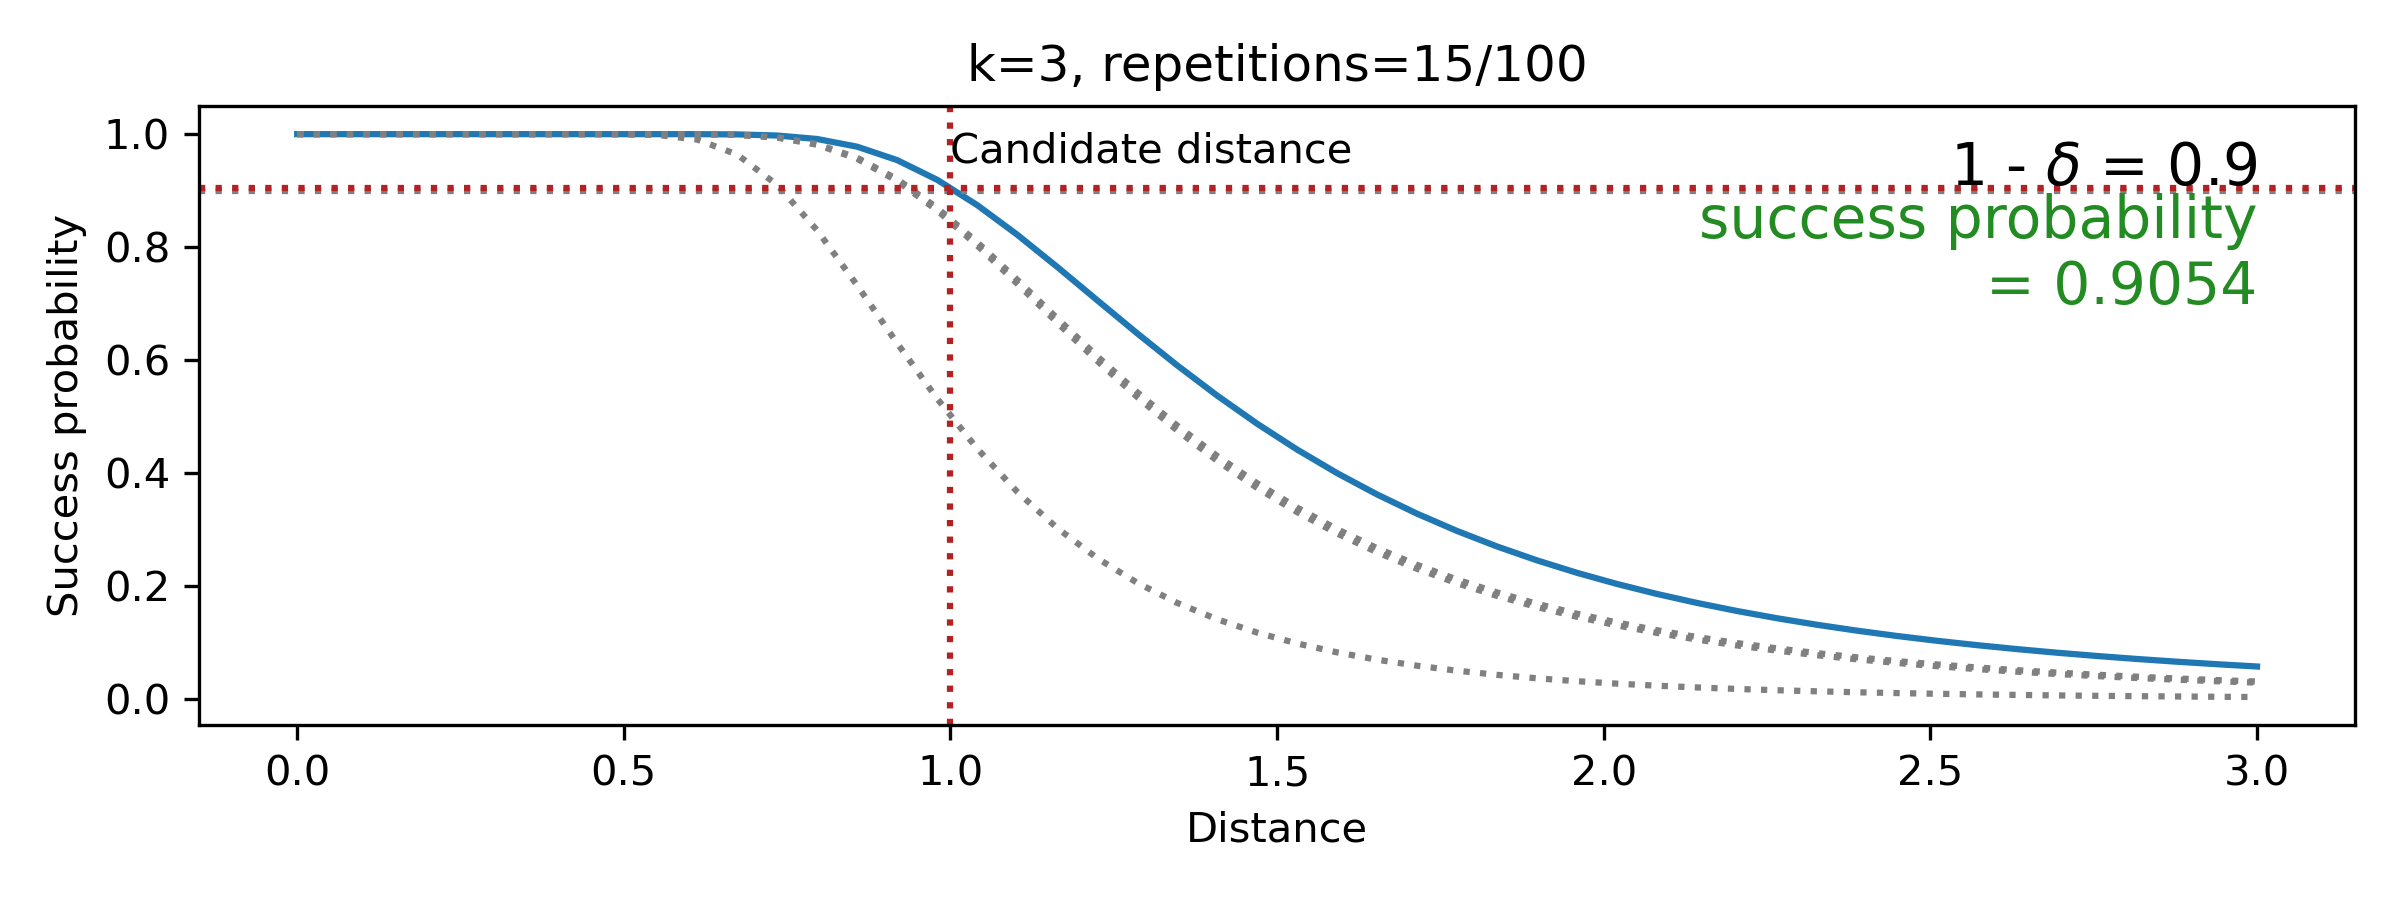 k=3, repetitions=15/100
Candidate distance
1 - δ = 0.9
success probability
= 0.9054
Success probability
1.0
0.8
0.6
0.4
0.2
0.0
0.0 0.5 1.0 1.5 2.0 2.5 3.0
Distance